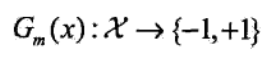 G_m(x): 𝒳 → {-1,+1}